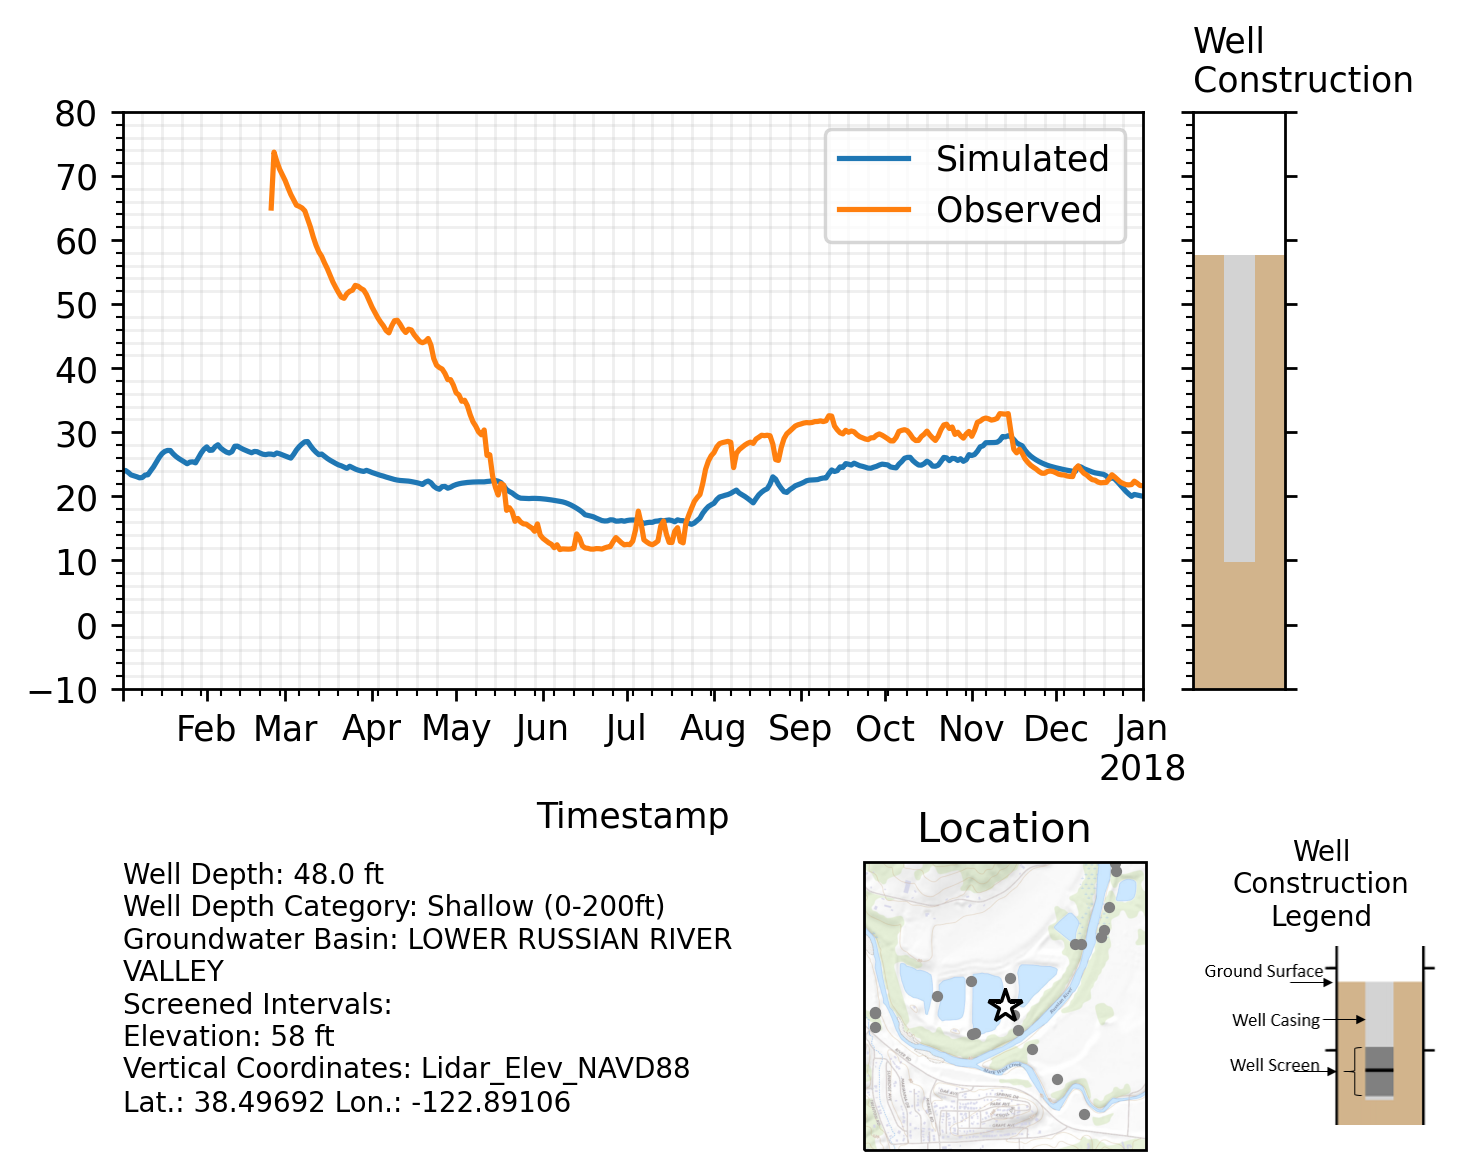 Well
Construction
80
70
60
50
40
30
20
10
0
−10
Simulated
Observed
Feb Mar Apr May Jun Jul Aug Sep Oct Nov Dec Jan
2018
Timestamp
Well Depth: 48.0 ft
Well Depth Category: Shallow (0-200ft)
Groundwater Basin: LOWER RUSSIAN RIVER
VALLEY
Screened Intervals:
Elevation: 58 ft
Vertical Coordinates: Lidar_Elev_NAVD88
Lat.: 38.49692 Lon.: -122.89106
Location
Well
Construction
Legend
Ground Surface
Well Casing
Well Screen